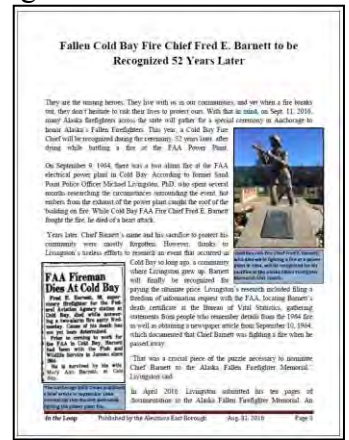 Fallen Cold Bay Fire Chief Fred E. Barnett to be
Recognized 52 Years Later
They are the unsung heroes. They live with us in our communities, and yet when a fire breaks
out, they don't hesitate to risk their lives to protect ours. With that in mind, on Sept. 11, 2016,
many Alaska firefighters across the state will gather for a special ceremony in Anchorage to
honor Alaska's Fallen Firefighters. This year, a Cold Bay Fire
Chief will be recognized during the ceremony, 52 years later, after
dying while battling a fire at the FAA Power Plant.
On September 9, 1964, there was a two alarm fire at the FAA
electrical power plant in Cold Bay. According to former Sand
Point Police Officer Michael Livingston, PhD, who spent several
months researching the circumstances surrounding the event, hot
embers from the exhaust of the power plant caught the roof of the
building on fire. While Cold Bay FAA Fire Chief Fred E. Barnett
fought the fire, he died of a heart attack.
Years later, Chief Barnett's name and his sacrifice to protect his
community were mostly forgotten. However, thanks to
Livingston's tireless efforts to research an event that occurred in
Cold Bay so long ago, a community
where Livingston grew up, Barnett
will finally be recognized for
paying the ultimate price. Livingston's research included filing a
freedom of information request with the FAA, locating Barnett's
death certificate at the Bureau of Vital Statistics, gathering
statements from people who remember details from the 1964 fire
as well as obtaining a newspaper article from September 10, 1964,
which documented that Chief Barnett was fighting a fire when he
passed away.
"That was a crucial piece of the puzzle necessary to nominate
Chief Barnett to the Alaska Fallen Firefighter Memorial,"
Livingston said.
In April 2016 Livingston submitted his ten pages of
documentation to the Alaska Fallen Firefighter Memorial. An
FAA Fireman
Dies At Cold Bay
Fred E. Barnett,
Mary Ann Barnett, at Cold
Bay.
In the Loop
Published by the Aleutians East Borough
Aug. 31, 2016
Page 1